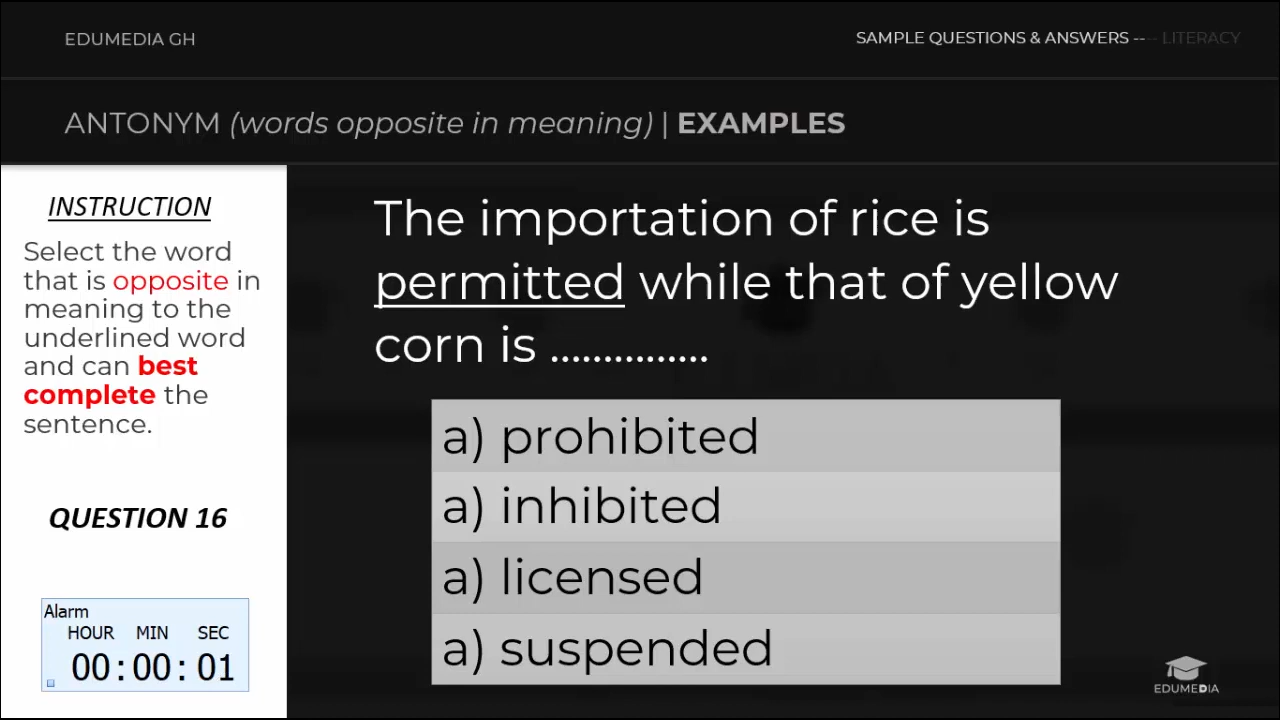 EDUMEDIA GH
SAMPLE QUESTIONS & ANSWERS ---- LITERACY
ANTONYM (words opposite in meaning) | EXAMPLES
INSTRUCTION
Select the word
that is opposite in
meaning to the
underlined word
and can best
complete the
sentence.
QUESTION 16
Alarm
HOUR MIN SEC
00:00:01
The importation of rice is
permitted while that of yellow
corn is ...............
a) prohibited
a) inhibited
a) licensed
a) suspended
EDUMEDIA